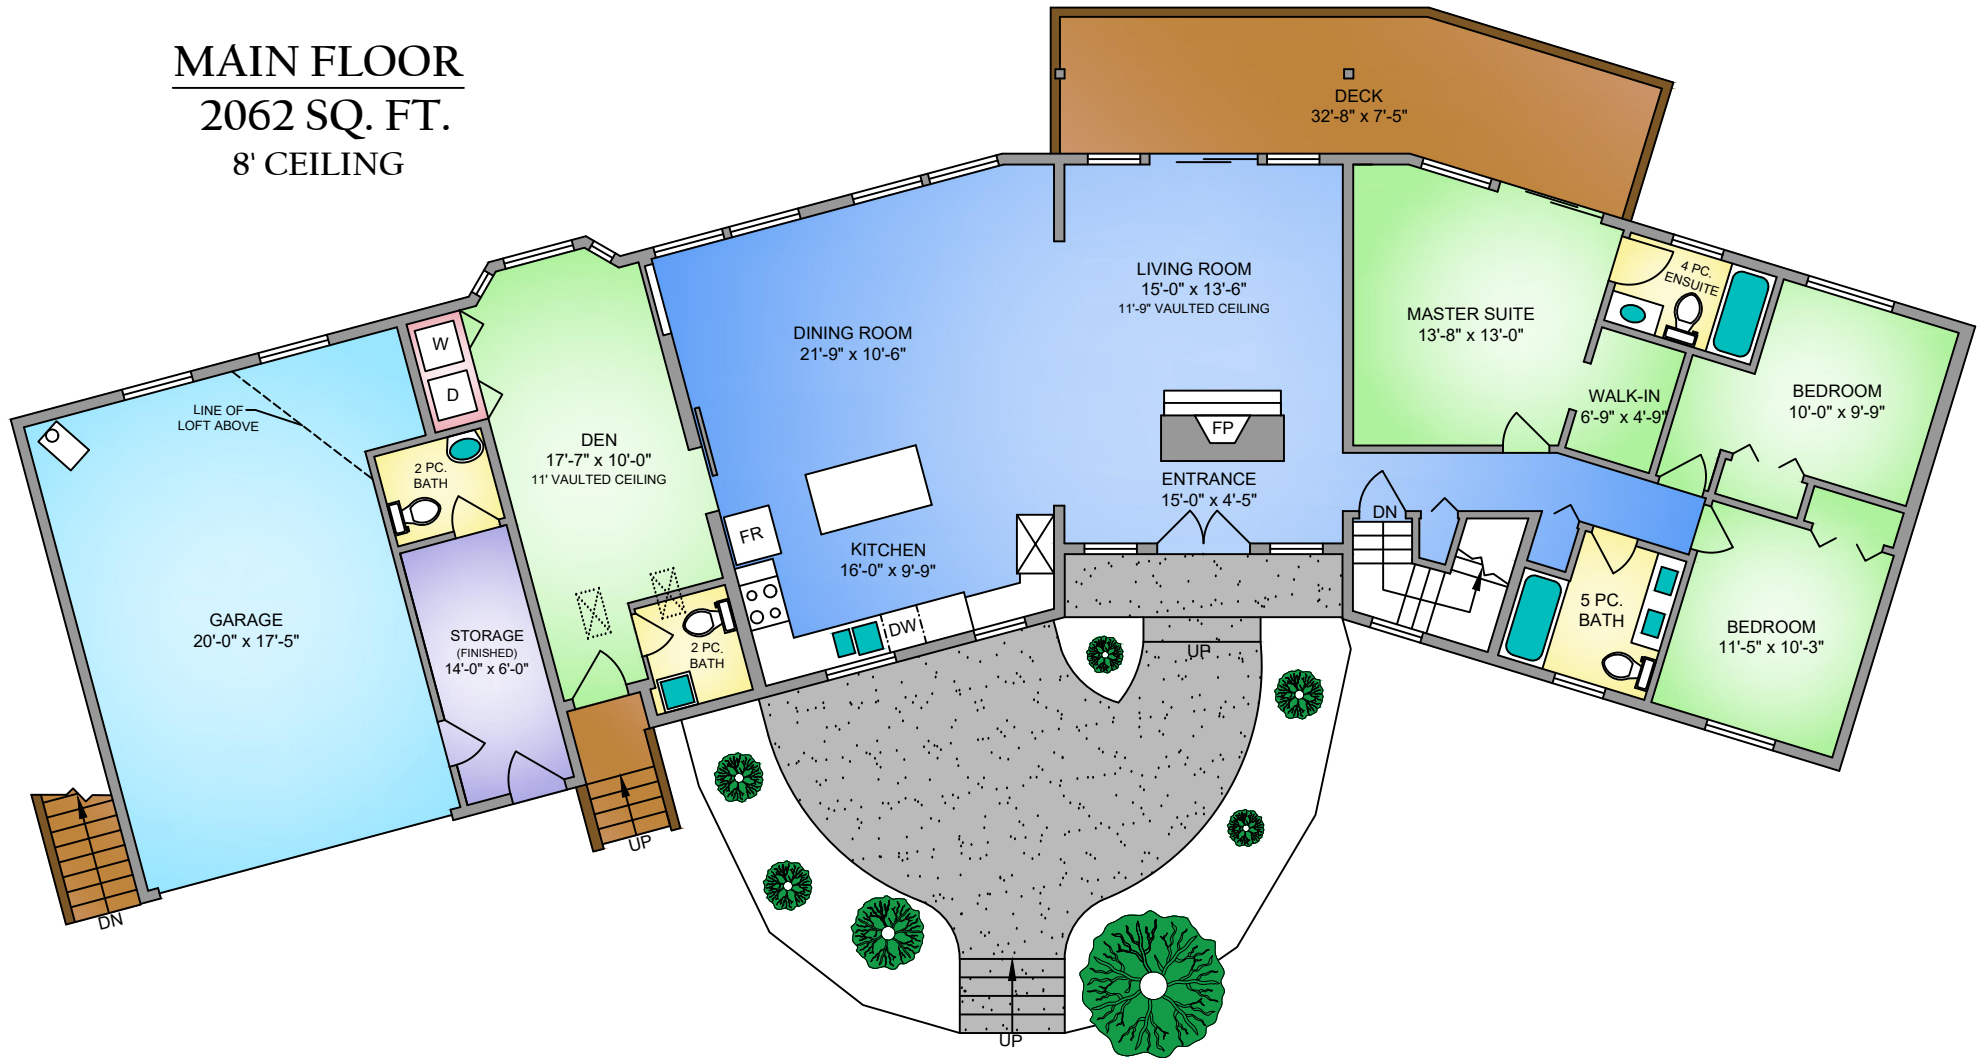 MAIN FLOOR
2062 SQ. FT.
8' CEILING
DECK
32'-8" x 7'-5"
LIVING ROOM
15'-0" x 13'-6"
11'-9" VAULTED CEILING
DINING ROOM
21'-9" x 10'-6"
MASTER SUITE
13'-8" x 13'-0"
4 PC.
ENSUITE
WALK-IN
6'-9" x 4'-9"
BEDROOM
10'-0" x 9'-9"
W
D
LINE OF
LOFT ABOVE
2 PC.
BATH
DEN
17'-7" x 10'-0"
11' VAULTED CEILING
FP
ENTRANCE
15'-0" x 4'-5"
DN
FR
KITCHEN
16'-0" x 9'-9"
DW
GARAGE
20'-0" x 17'-5"
STORAGE
(FINISHED)
14'-0" x 6'-0"
2 PC.
BATH
5 PC.
BATH
BEDROOM
11'-5" x 10'-3"
UP
UP
DN
UP